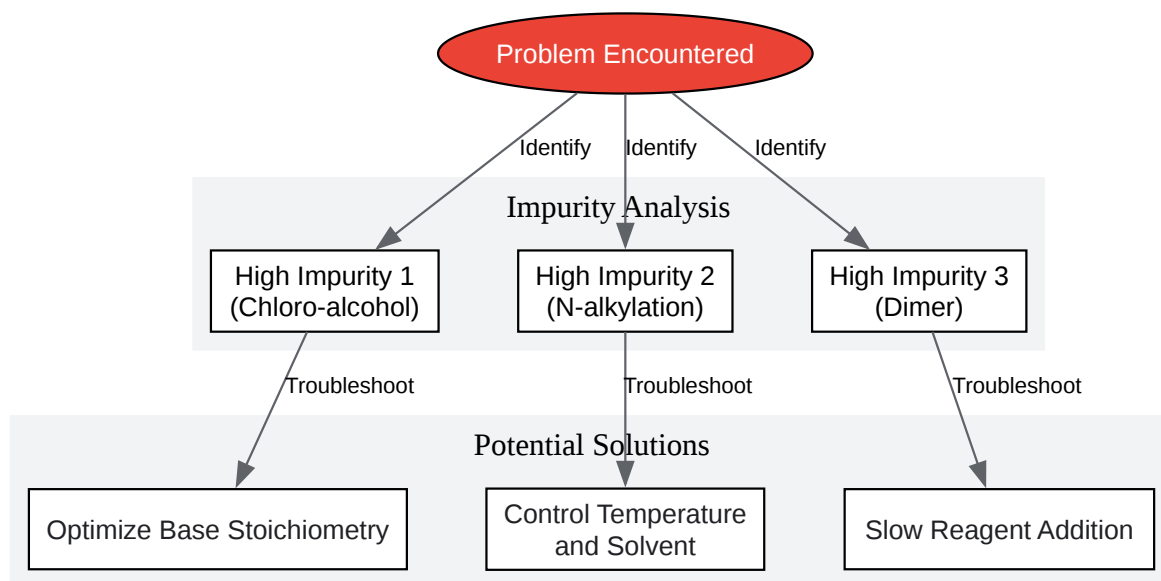 Problem Encountered
Identify
Identify
Identify
Impurity Analysis
High Impurity 1
(Chloro-alcohol)
High Impurity 2
(N-alkylation)
High Impurity 3
(Dimer)
Troubleshoot
Troubleshoot
Troubleshoot
Potential Solutions
Optimize Base Stoichiometry
Control Temperature
and Solvent
Slow Reagent Addition